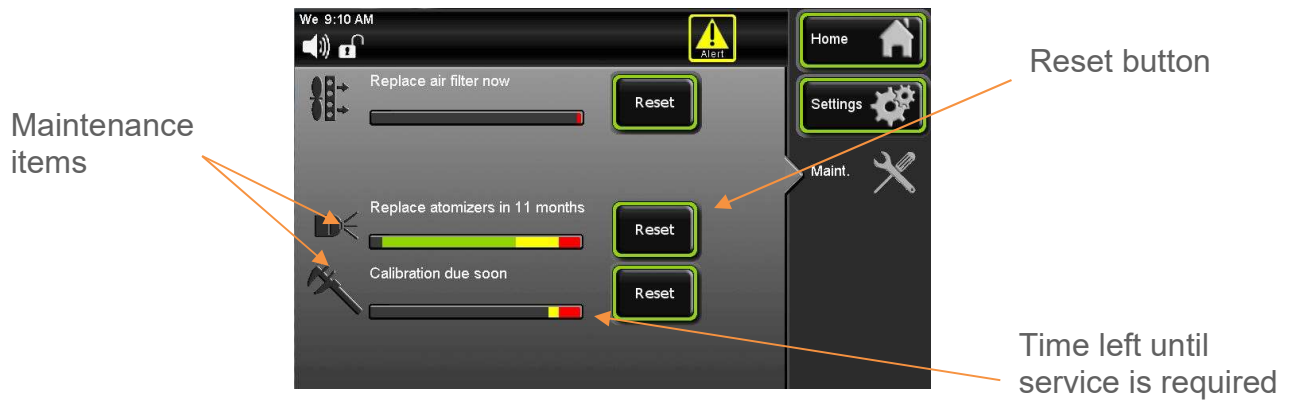 We 9:10 AM
Alert
Home
Reset button
Replace air filter now
Reset
Settings
Maintenance
items
Maint.
Replace atomizers in 11 months
Reset
Calibration due soon
Reset
Time left until
service is required